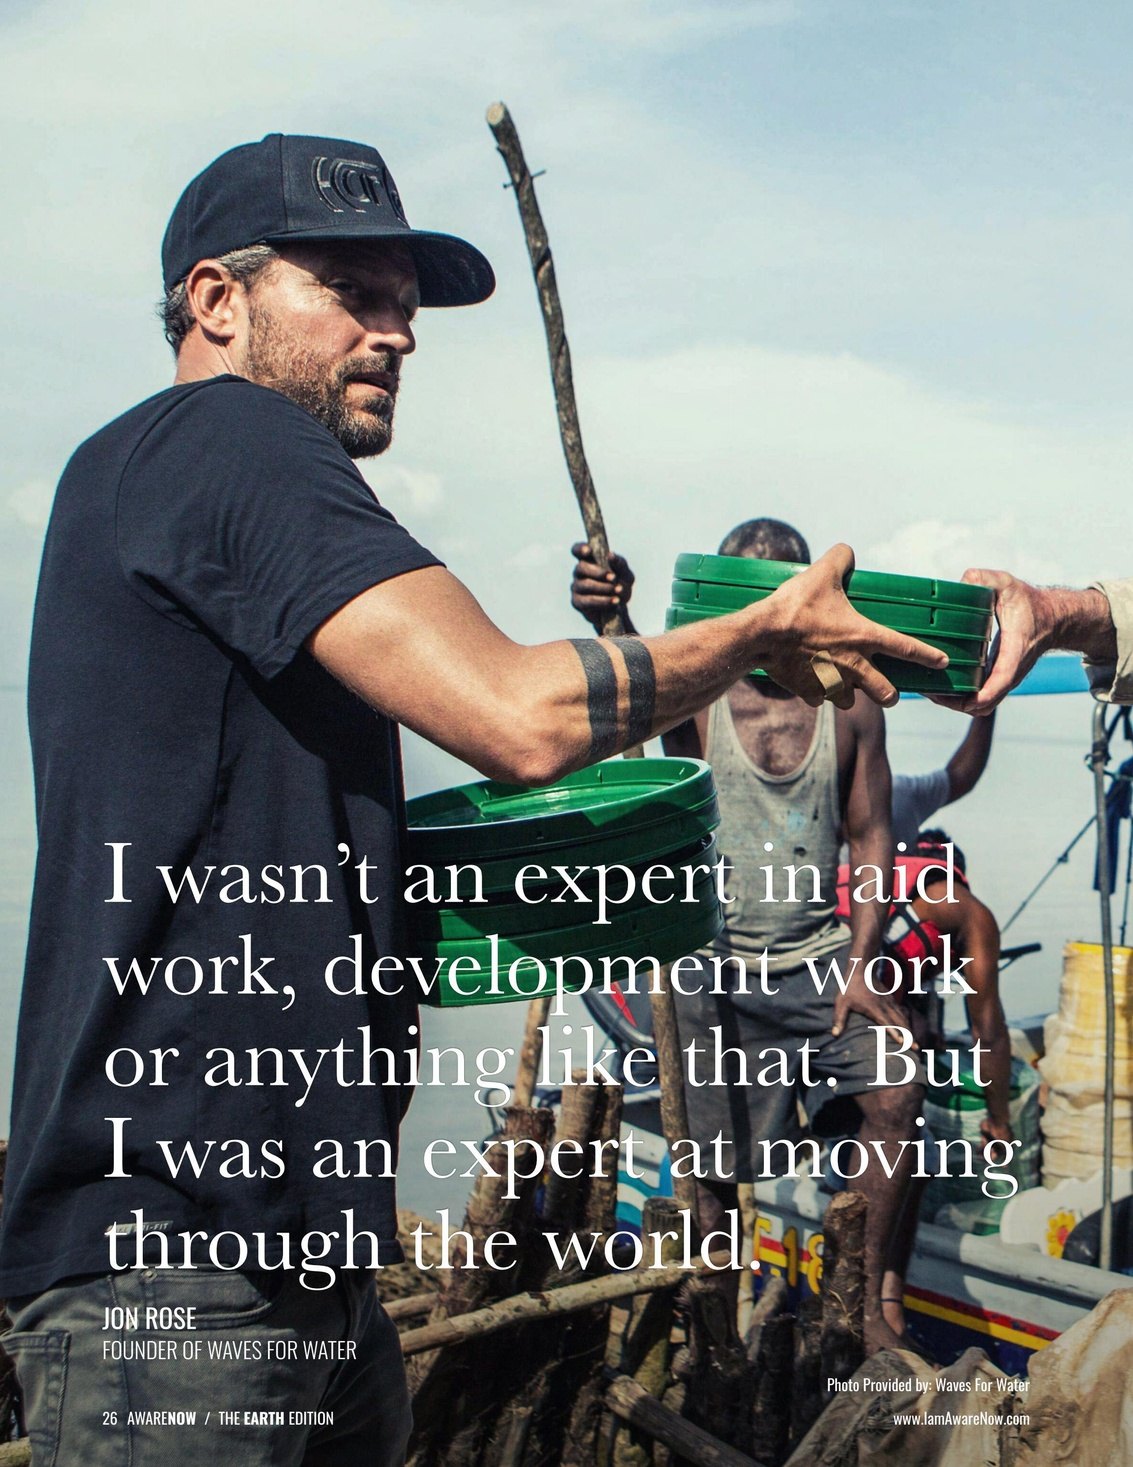 I wasn’t an expert in aid
work, development work
or anything like that. But
I was an expert at moving
through the world.
JON ROSE
FOUNDER OF WAVES FOR WATER
Photo Provided by: Waves For Water
26 AWARENOW / THE EARTH EDITION
www.IamAwareNow.com